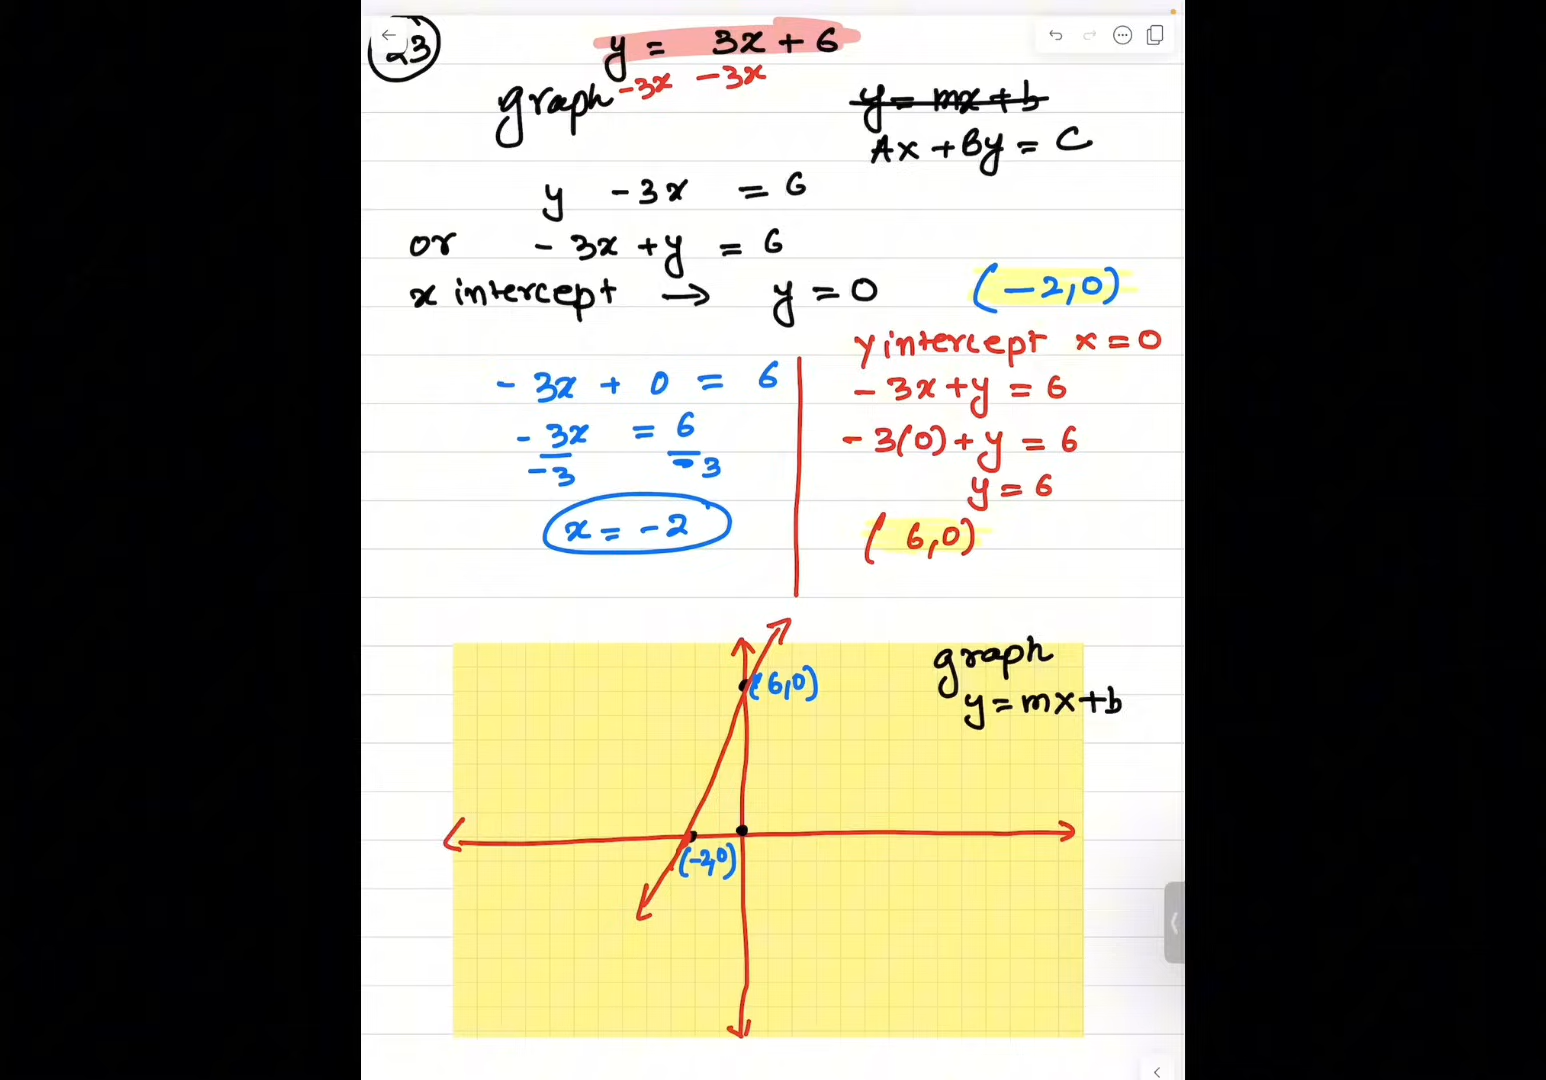 23
y = 3x + 6
-3x -3x
graph
y = mx + b
Ax + By = C
y -3x = 6
or -3x + y = 6
x intercept → y = 0 (-2,0)
-3x + 0 = 6
-3x = 6
-3 -3
x = -2
y intercept x = 0
-3x + y = 6
-3(0) + y = 6
y = 6
(6,0)
graph
y = mx + b
(6,0)
(-2,0)